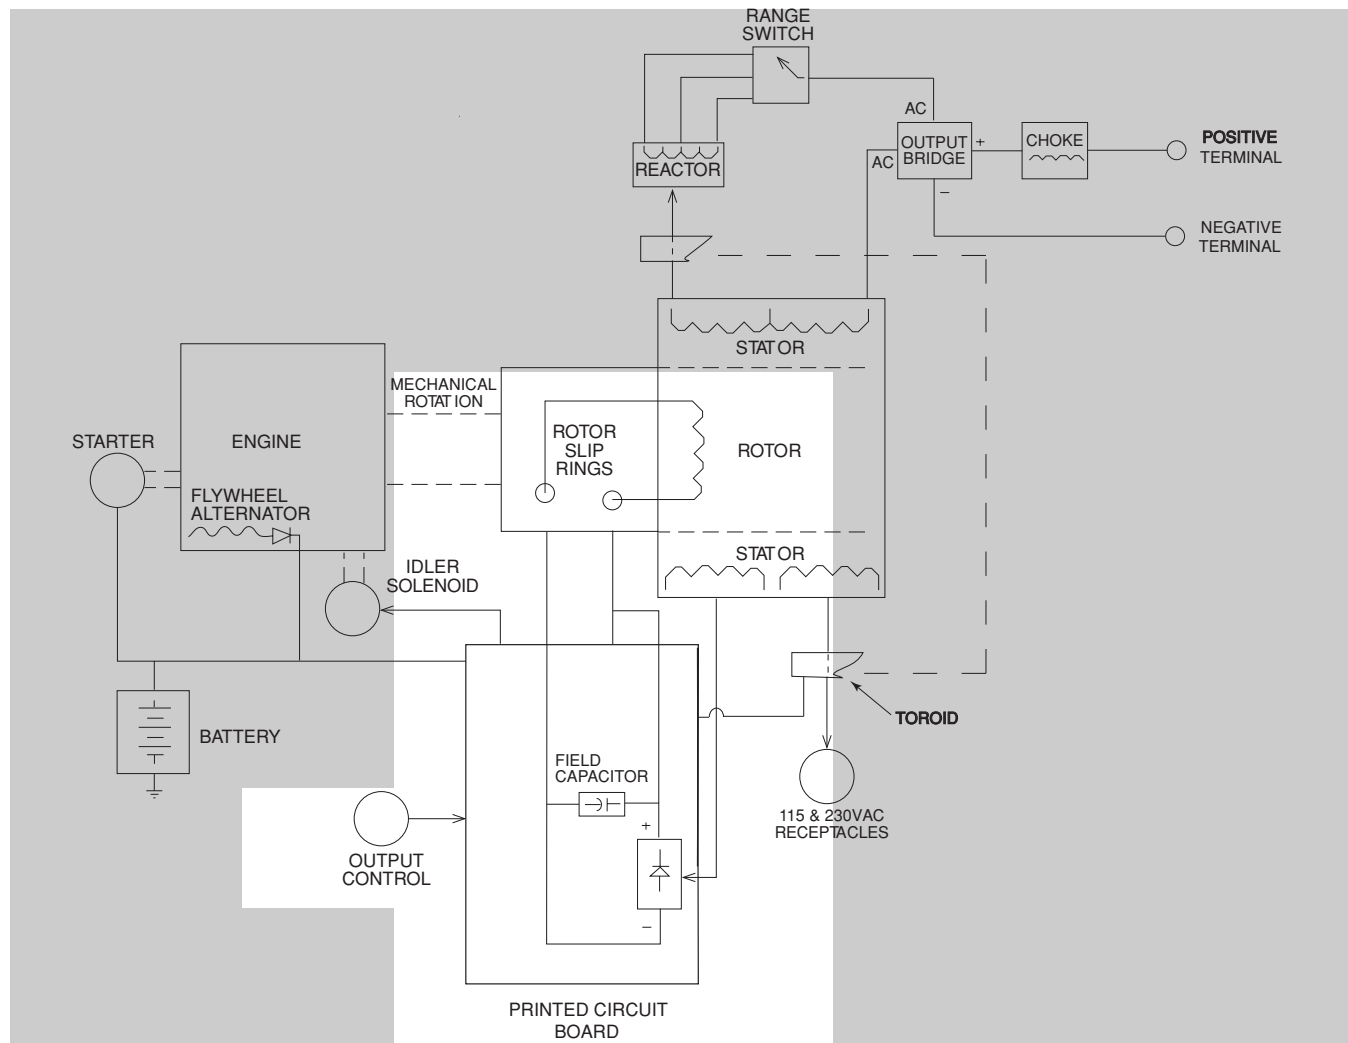 RANGE
SWITCH
AC
OUTPUT
BRIDGE
AC
+
−
CHOKE
POSITIVE
TERMINAL
NEGATIVE
TERMINAL
REACTOR
STATOR
MECHANICAL
ROTATION
STARTER
ENGINE
FLYWHEEL
ALTERNATOR
ROTOR
SLIP
RINGS
ROTOR
STATOR
IDLER
SOLENOID
BATTERY
TOROID
FIELD
CAPACITOR
+
−
115 & 230VAC
RECEPTACLES
OUTPUT
CONTROL
PRINTED CIRCUIT
BOARD